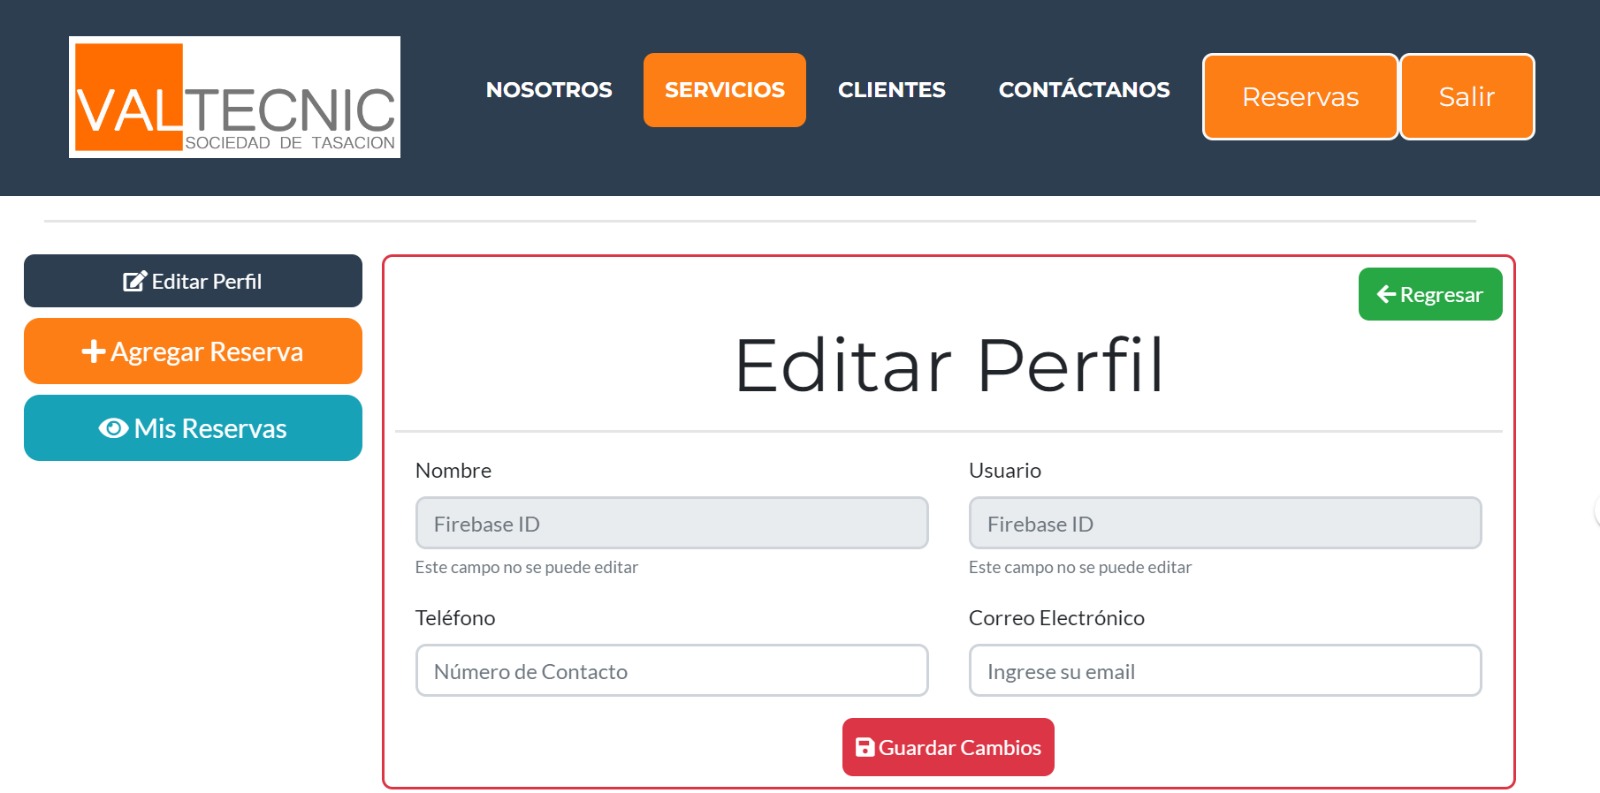 VALTECNIC
SOCIEDAD DE TASACION
NOSOTROS
SERVICIOS
CLIENTES
CONTÁCTANOS
Reservas
Salir
Editar Perfil
Agregar Reserva
Mis Reservas
Regresar
Editar Perfil
Nombre
Usuario
Firebase ID
Firebase ID
Este campo no se puede editar
Este campo no se puede editar
Teléfono
Correo Electrónico
Número de Contacto
Ingrese su email
Guardar Cambios